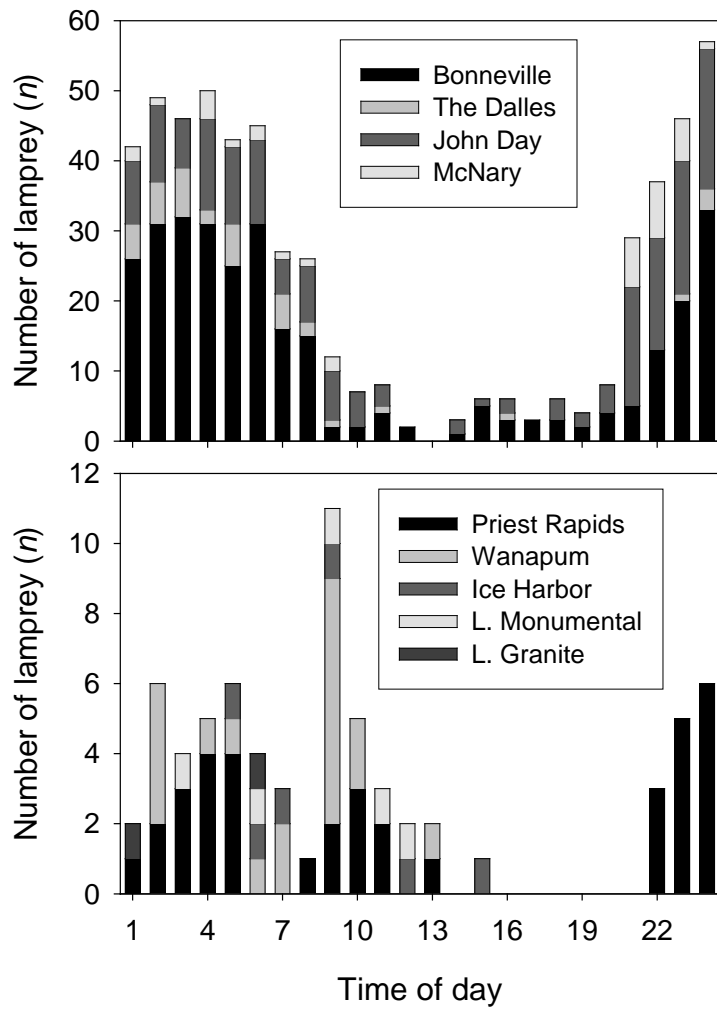 60
50
40
30
20
10
0
Number of lamprey (n)
Bonneville
The Dalles
John Day
McNary
12
10
8
6
4
2
0
Number of lamprey (n)
Priest Rapids
Wanapum
Ice Harbor
L. Monumental
L. Granite
1 4 7 10 13 16 19 22
Time of day